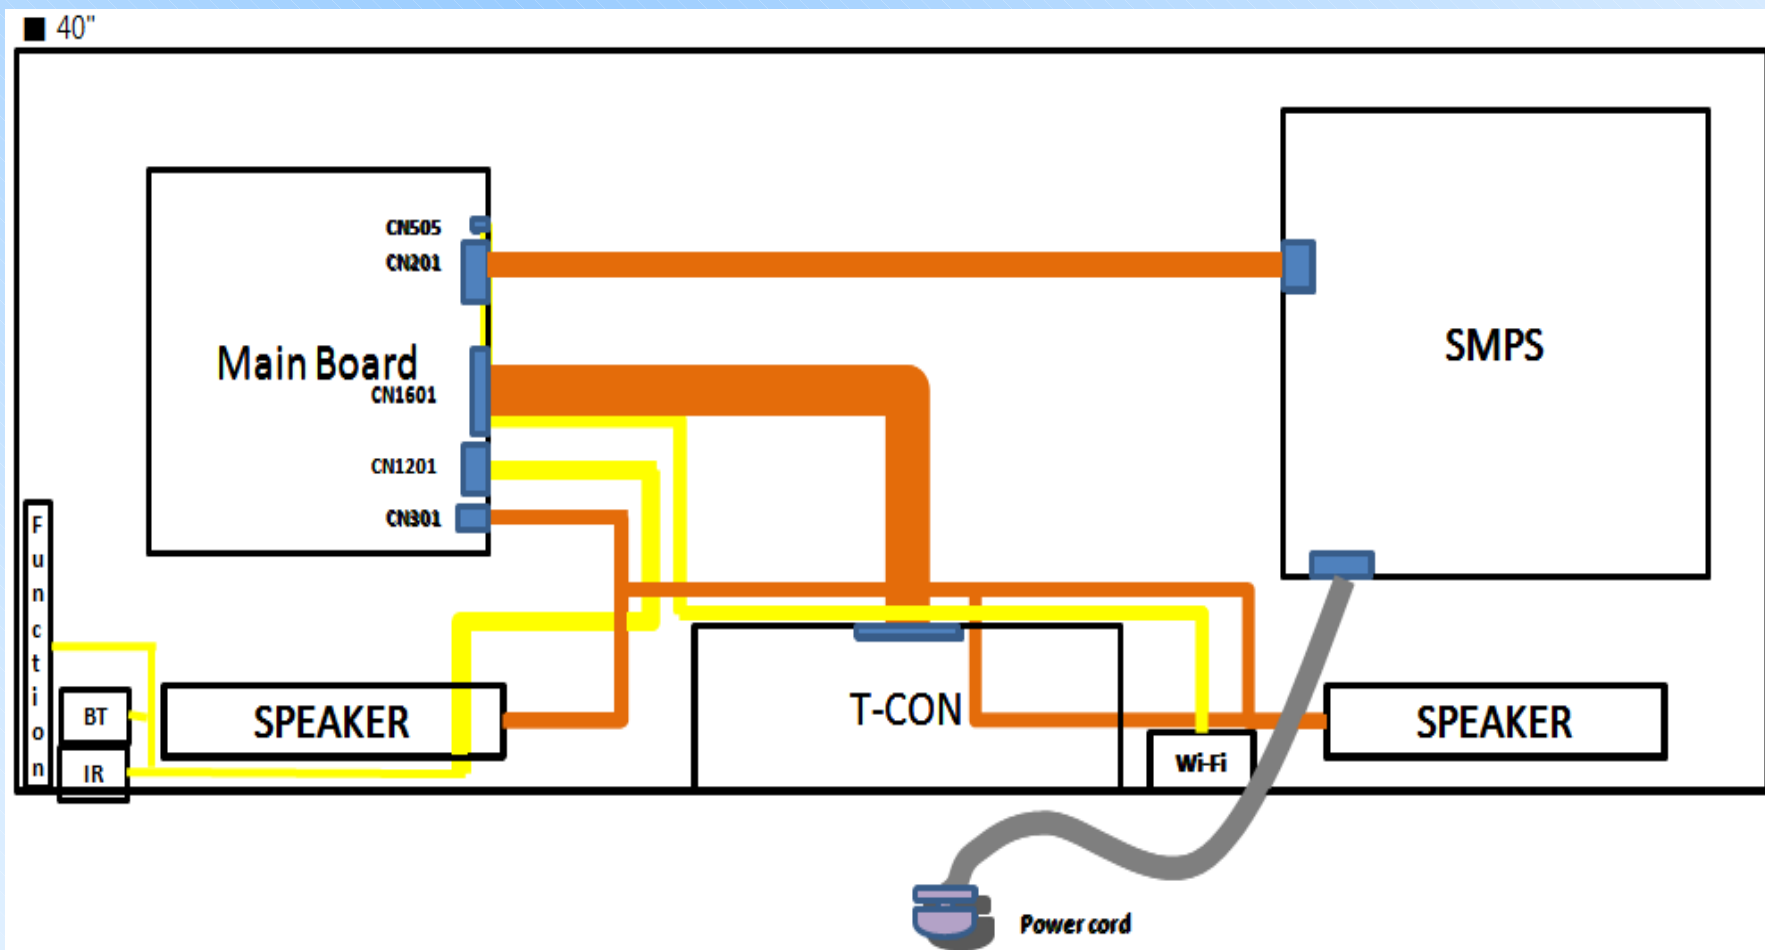 ■ 40"
CN505
CN201
SMPS
Main Board
CN1601
CN1201
CN301
Function
BT
SPEAKER
T-CON
SPEAKER
Wi-Fi
IR
Power cord